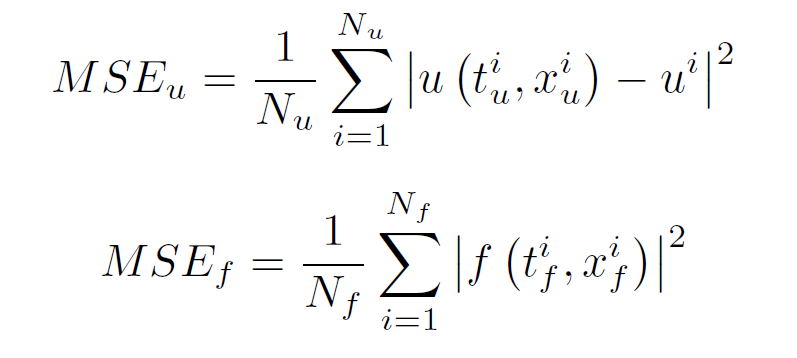 $MSE_u = \frac{1}{N_u} \sum_{i=1}^{N_u} \left| u \left( t_u^i, x_u^i \right) - u^i \right|^2$
$MSE_f = \frac{1}{N_f} \sum_{i=1}^{N_f} \left| f \left( t_f^i, x_f^i \right) \right|^2$